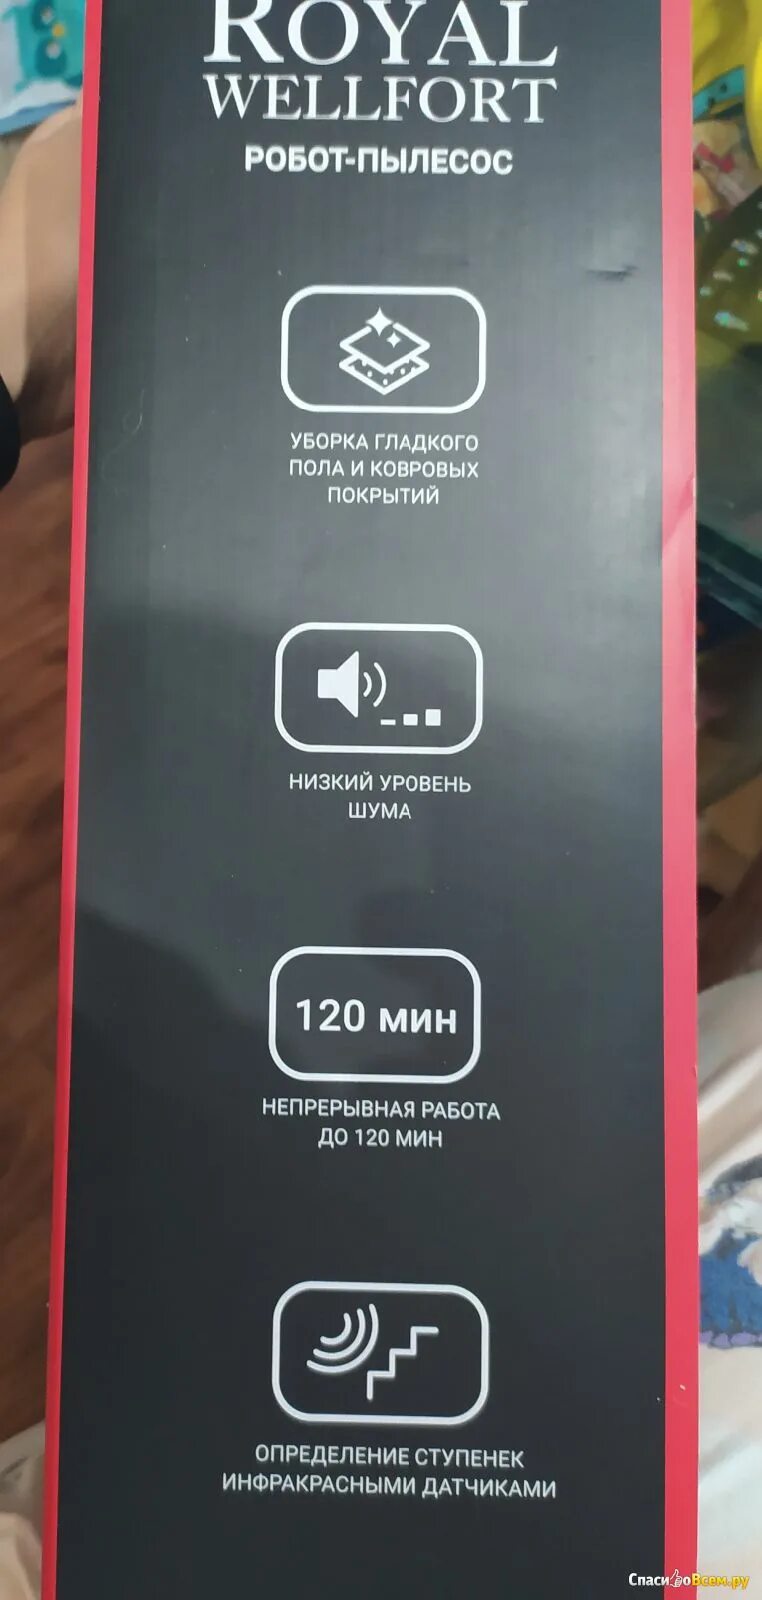 ROYAL
WELLFORT
РОБОТ-ПЫЛЕСОС
УБОРКА ГЛАДКОГО
ПОЛА И КОВРОВЫХ
ПОКРЫТИЙ
НИЗКИЙ УРОВЕНЬ
ШУМА
120 МИН
НЕПРЕРЫВНАЯ РАБОТА
ДО 120 МИН
ОПРЕДЕЛЕНИЕ СТУПЕНЕК
ИНФРАКРАСНЫМИ ДАТЧИКАМИ
СпасибоВсем.ру